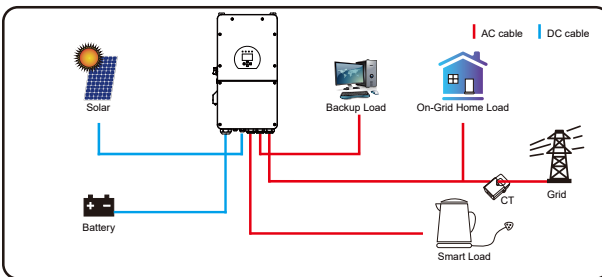 AC cable
DC cable
Solar
Backup Load
On-Grid Home Load
CT
Grid
Battery
Smart Load